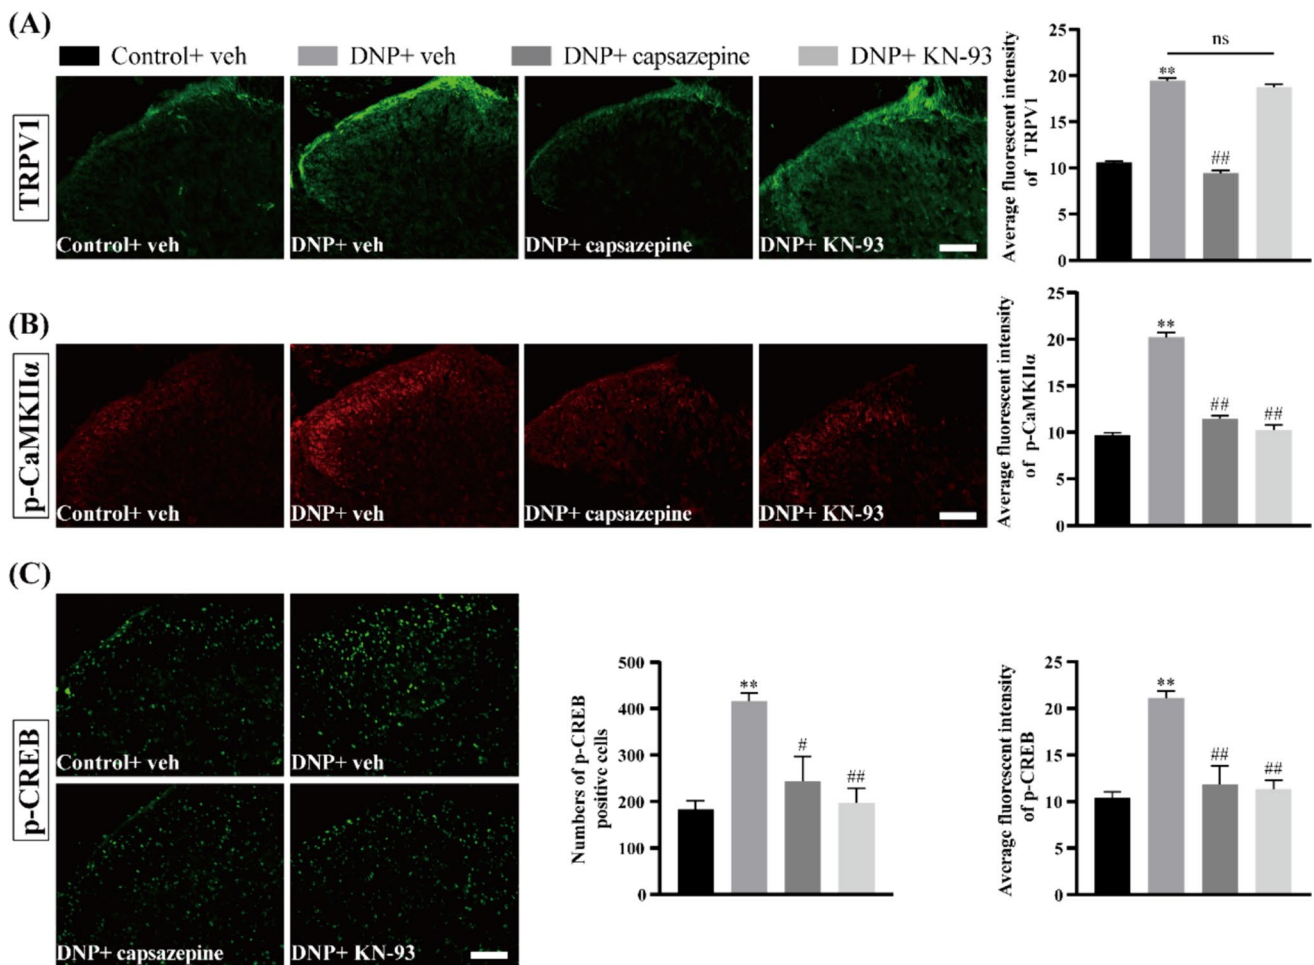 (A)
Control+ veh DNP+ veh DNP+ capsazepine DNP+ KN-93
TRPV1
Control+ veh
DNP+ veh
DNP+ capsazepine
DNP+ KN-93
Average fluorescent intensity
of TRPV1
25
20
15
10
5
0
**
##
ns
(B)
p-CaMKIIα
Control+ veh
DNP+ veh
DNP+ capsazepine
DNP+ KN-93
Average fluorescent intensity
of p-CaMKIIα
25
20
15
10
5
0
**
##
##
(C)
p-CREB
Control+ veh
DNP+ veh
DNP+ capsazepine
DNP+ KN-93
Numbers of p-CREB
positive cells
500
400
300
200
100
0
**
#
##
Average fluorescent intensity
of p-CREB
25
20
15
10
5
0
**
##
##